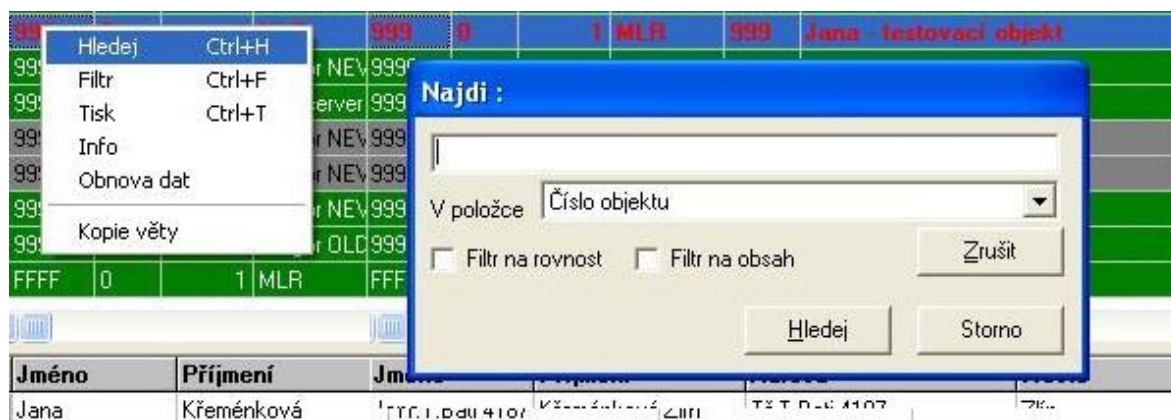 999 0 1 MLR 999 Jana - testovací objekt
Hledej Ctrl+H
Filtr Ctrl+F
Tisk Ctrl+T
Info
Obnova dat
Kopie věty
r NEV 999
erver 999
r NEV 999
r NEV 999
r NEV 999
r OLD 999
FFFF 0 1 MLR FFF
Najdi :
V položce Číslo objektu
Filtr na rovnost Filtr na obsah Zrušit
Hledej Storno
Jméno Příjmení
Jana Křeménková